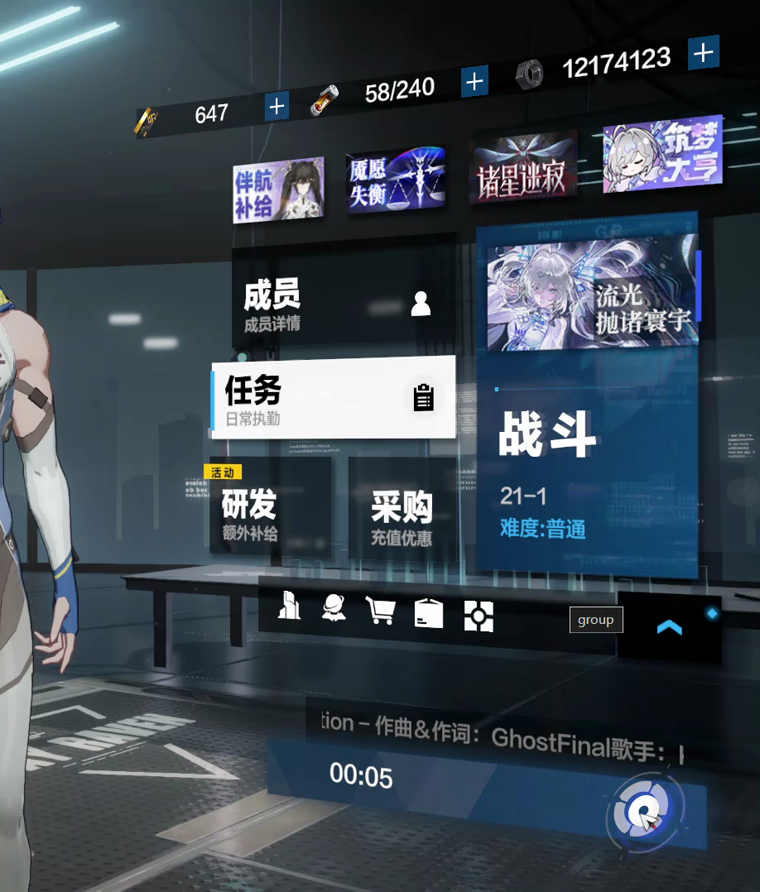 647
58/240
12174123
伴航
补给
魇愿
失衡
诸星迷寂
筑梦
大亨
成员
成员详情
流光
抛诸寰宇
任务
日常执勤
战斗
21-1
难度:普通
活动
研发
额外补给
采购
充值优惠
group
tion - 作曲&作词: GhostFinal歌手:
00:05